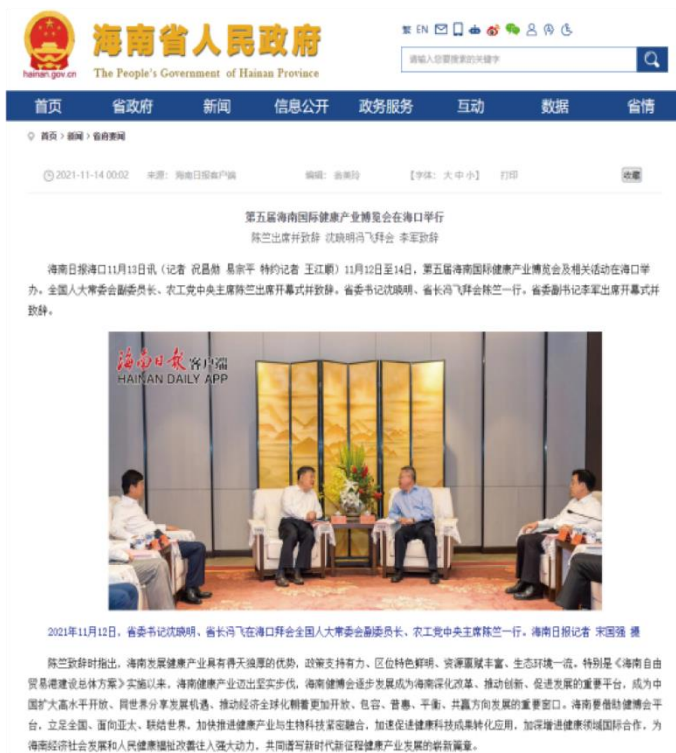 繁 EN
海南省人民政府
hainan.gov.cn
The People's Government of Hainan Province
请输入您要搜索的关键字
首页 省政府 新闻 信息公开 政务服务 互动 数据 省情
首页 > 新闻 > 省府要闻
2021-11-14 00:02 来源: 海南日报客户端 编辑: 翁美玲 【字体: 大 中 小】 打印 收藏
第五届海南国际健康产业博览会在海口举行
陈竺出席并致辞 沈晓明冯飞拜会 李军致辞
海南日报海口11月13日讯（记者 况昌勋 易宗平 特约记者 王江顺）11月12日至14日，第五届海南国际健康产业博览会及相关活动在海口举
办。全国人大常委会副委员长、农工党中央主席陈竺出席开幕式并致辞。省委书记沈晓明、省长冯飞拜会陈竺一行。省委副书记李军出席开幕式并
致辞。
海南日报 客户端
HAINAN DAILY APP
2021年11月12日，省委书记沈晓明、省长冯飞在海口拜会全国人大常委会副委员长、农工党中央主席陈竺一行。海南日报记者 宋国强 摄
陈竺致辞时指出，海南发展健康产业具有得天独厚的优势，政策支持有力、区位特色鲜明、资源禀赋丰富、生态环境一流。特别是《海南自由
贸易港建设总体方案》实施以来，海南健康产业迈出坚实步伐，海南健博会逐步发展成为海南深化改革、推动创新、促进发展的重要平台，成为中
国扩大高水平开放、同世界分享发展机遇、推动经济全球化朝着更加开放、包容、普惠、平衡、共赢方向发展的重要窗口。海南要借助健博会平
台，立足全国、面向亚太、联结世界，加快推进健康产业与生物科技紧密融合，加速促进健康科技成果转化应用，加深增进健康领域国际合作，为
海南经济社会发展和人民健康福祉改善注入强大动力，共同谱写新时代新征程健康产业发展的崭新篇章。